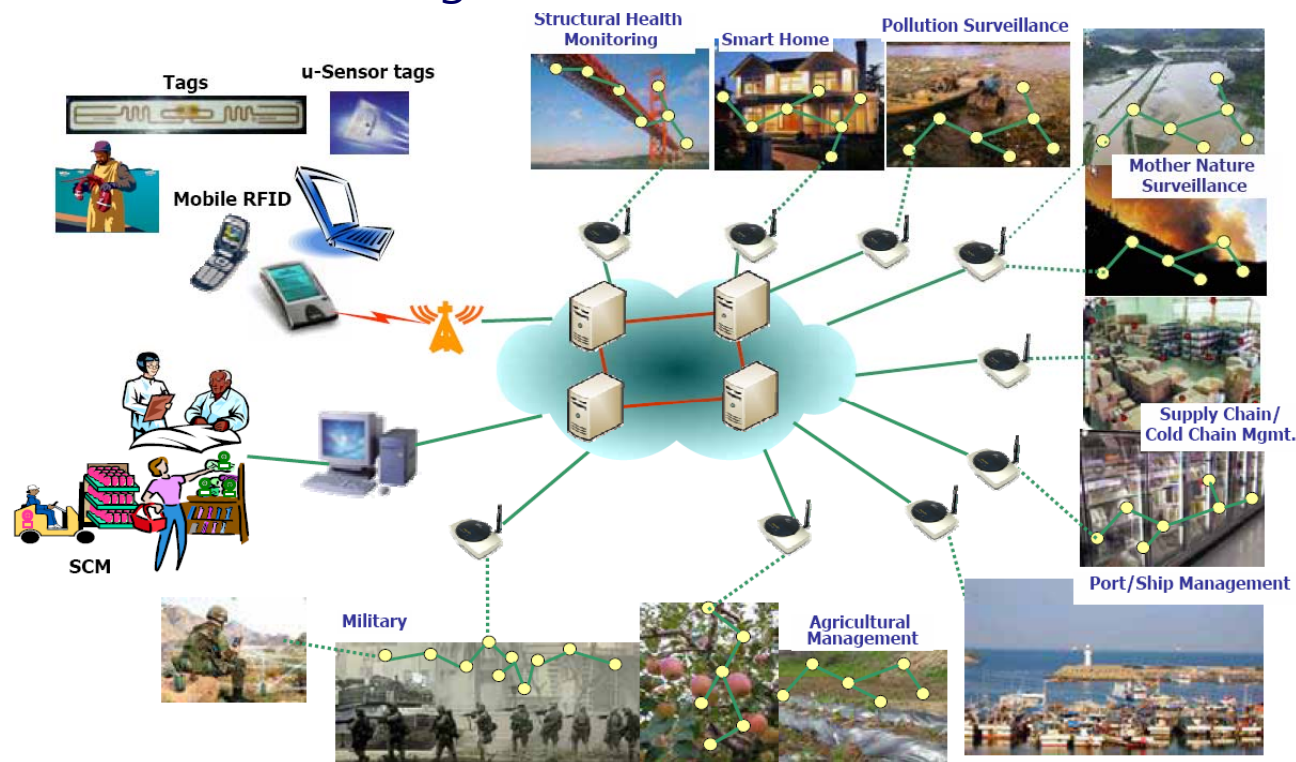 Structural Health
Monitoring
Smart Home
Pollution Surveillance
u-Sensor tags
Tags
Mother Nature
Surveillance
Mobile RFID
Supply Chain/
Cold Chain Mgmt.
SCM
Port/Ship Management
Military
Agricultural
Management